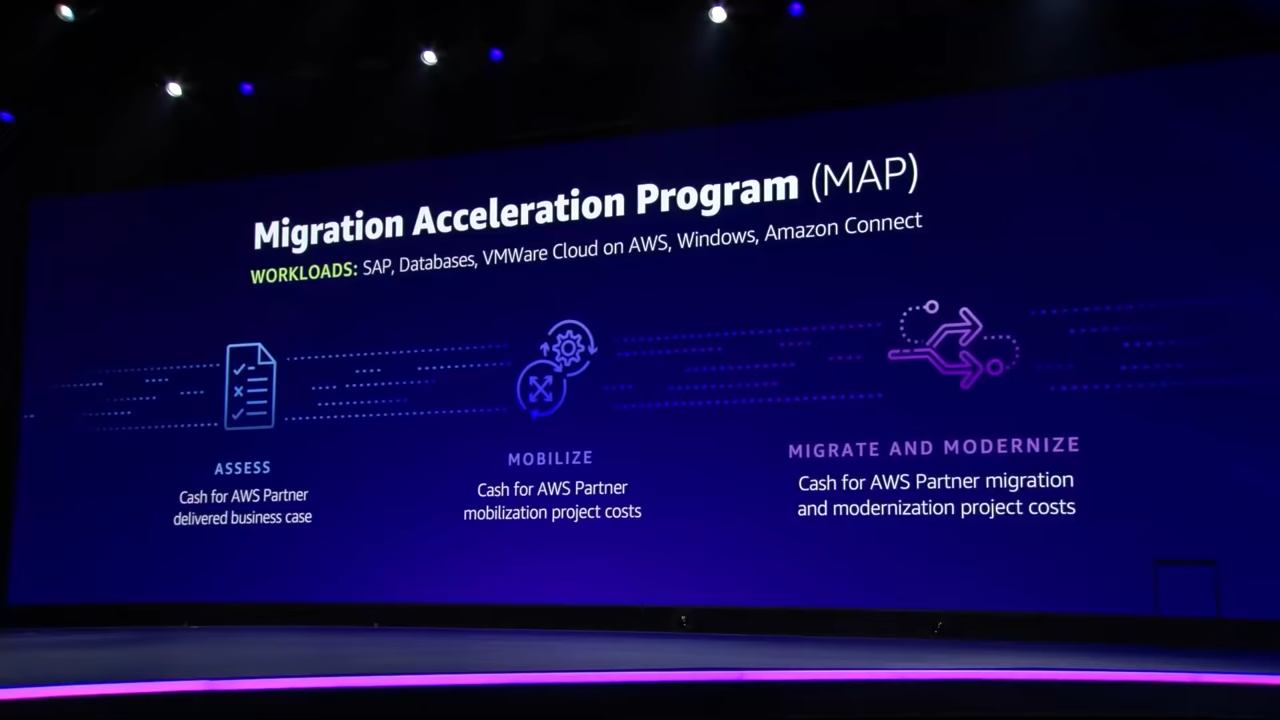 Migration Acceleration Program (MAP)
WORKLOADS: SAP, Databases, VMWare Cloud on AWS, Windows, Amazon Connect
ASSESS
Cash for AWS Partner
delivered business case
MOBILIZE
Cash for AWS Partner
mobilization project costs
MIGRATE AND MODERNIZE
Cash for AWS Partner migration
and modernization project costs